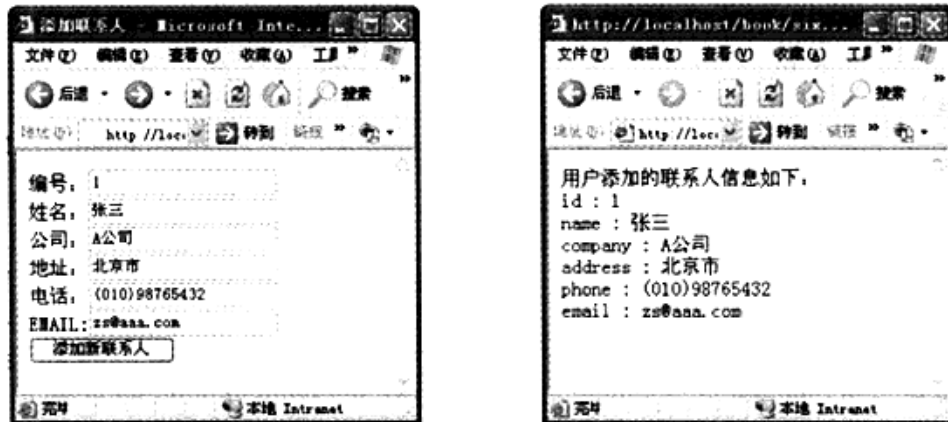 添加联系人 - Microsoft Inte...
文件(F) 编辑(E) 查看(V) 收藏(A) 工具 »
后退 搜索 »
地址(D) http://loca 转到 链接 »
编号: 1
姓名: 张三
公司: A公司
地址: 北京市
电话: (010)98765432
EMAIL: zs@aaa.com
添加新联系人
完毕 本地 Intranet
http://localhost/book/six...
文件(F) 编辑(E) 查看(V) 收藏(A) 工具 »
后退 搜索 »
地址(D) http://loca 转到 链接 »
用户添加的联系人信息如下:
id : 1
name : 张三
company : A公司
address : 北京市
phone : (010)98765432
email : zs@aaa.com
完毕 本地 Intranet